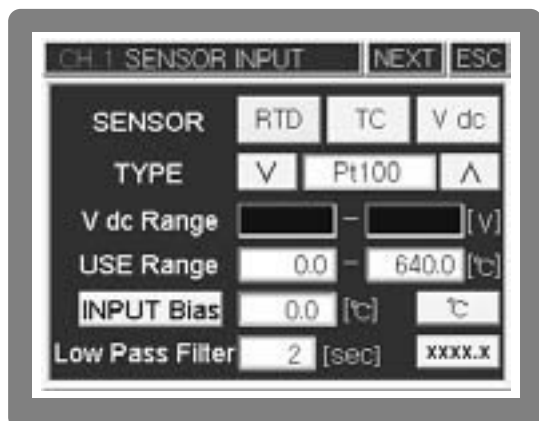 CH 1 SENSOR INPUT NEXT ESC
SENSOR RTD TC V dc
TYPE V Pt100 Λ
V dc Range - [V]
USE Range 0.0 - 640.0 [℃]
INPUT Bias 0.0 [℃] ℃
Low Pass Filter 2 [sec] xxxx.x